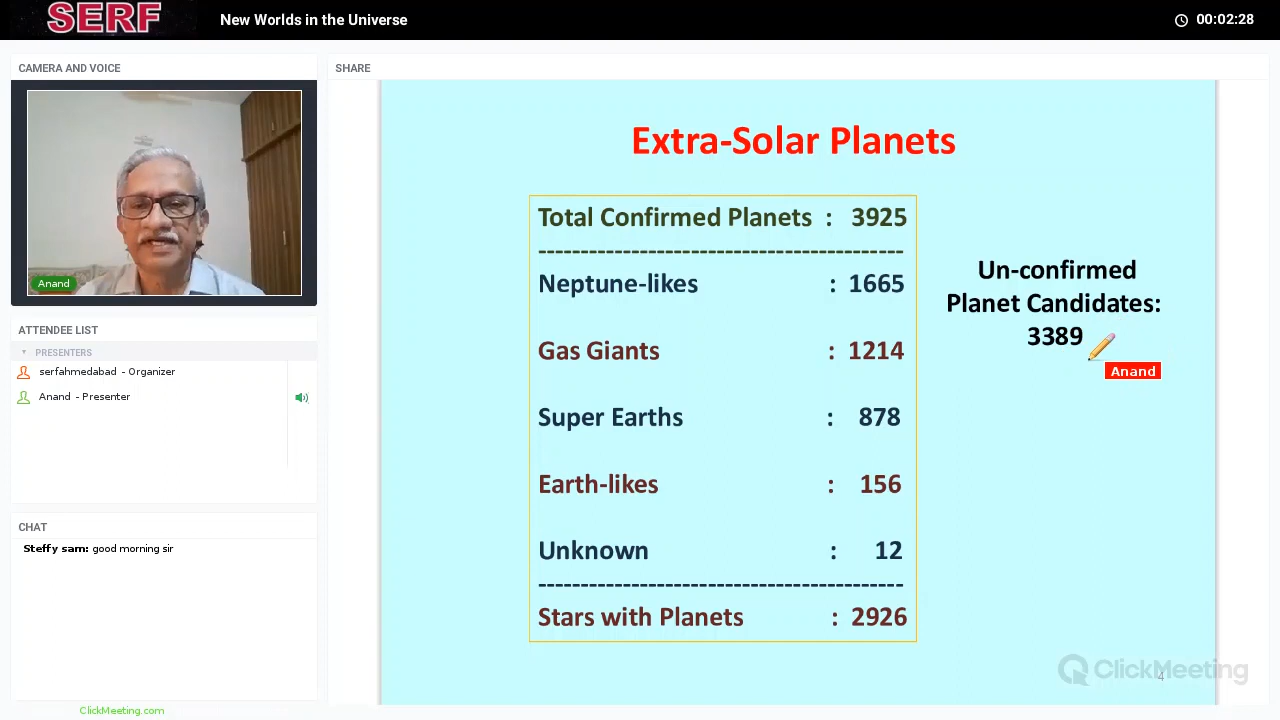 SERF
New Worlds in the Universe
00:02:28
CAMERA AND VOICE
Anand
ATTENDEE LIST
PRESENTERS
serfahmedabad - Organizer
Anand - Presenter
CHAT
Steffy sam: good morning sir
ClickMeeting.com
SHARE
Extra-Solar Planets
Total Confirmed Planets : 3925
-------------------------------------------
Neptune-likes : 1665
Gas Giants : 1214
Super Earths : 878
Earth-likes : 156
Unknown : 12
-------------------------------------------
Stars with Planets : 2926
Un-confirmed
Planet Candidates:
3389
Anand
ClickMeeting
4